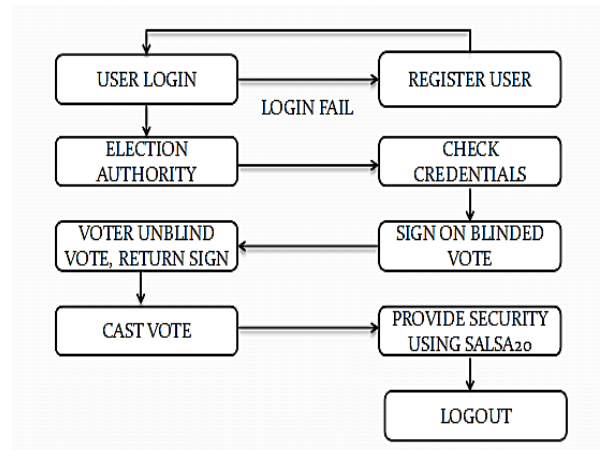 USER LOGIN
REGISTER USER
LOGIN FAIL
ELECTION
AUTHORITY
CHECK
CREDENTIALS
VOTER UNBLIND
VOTE, RETURN SIGN
SIGN ON BLINDED
VOTE
CAST VOTE
PROVIDE SECURITY
USING SALSA20
LOGOUT